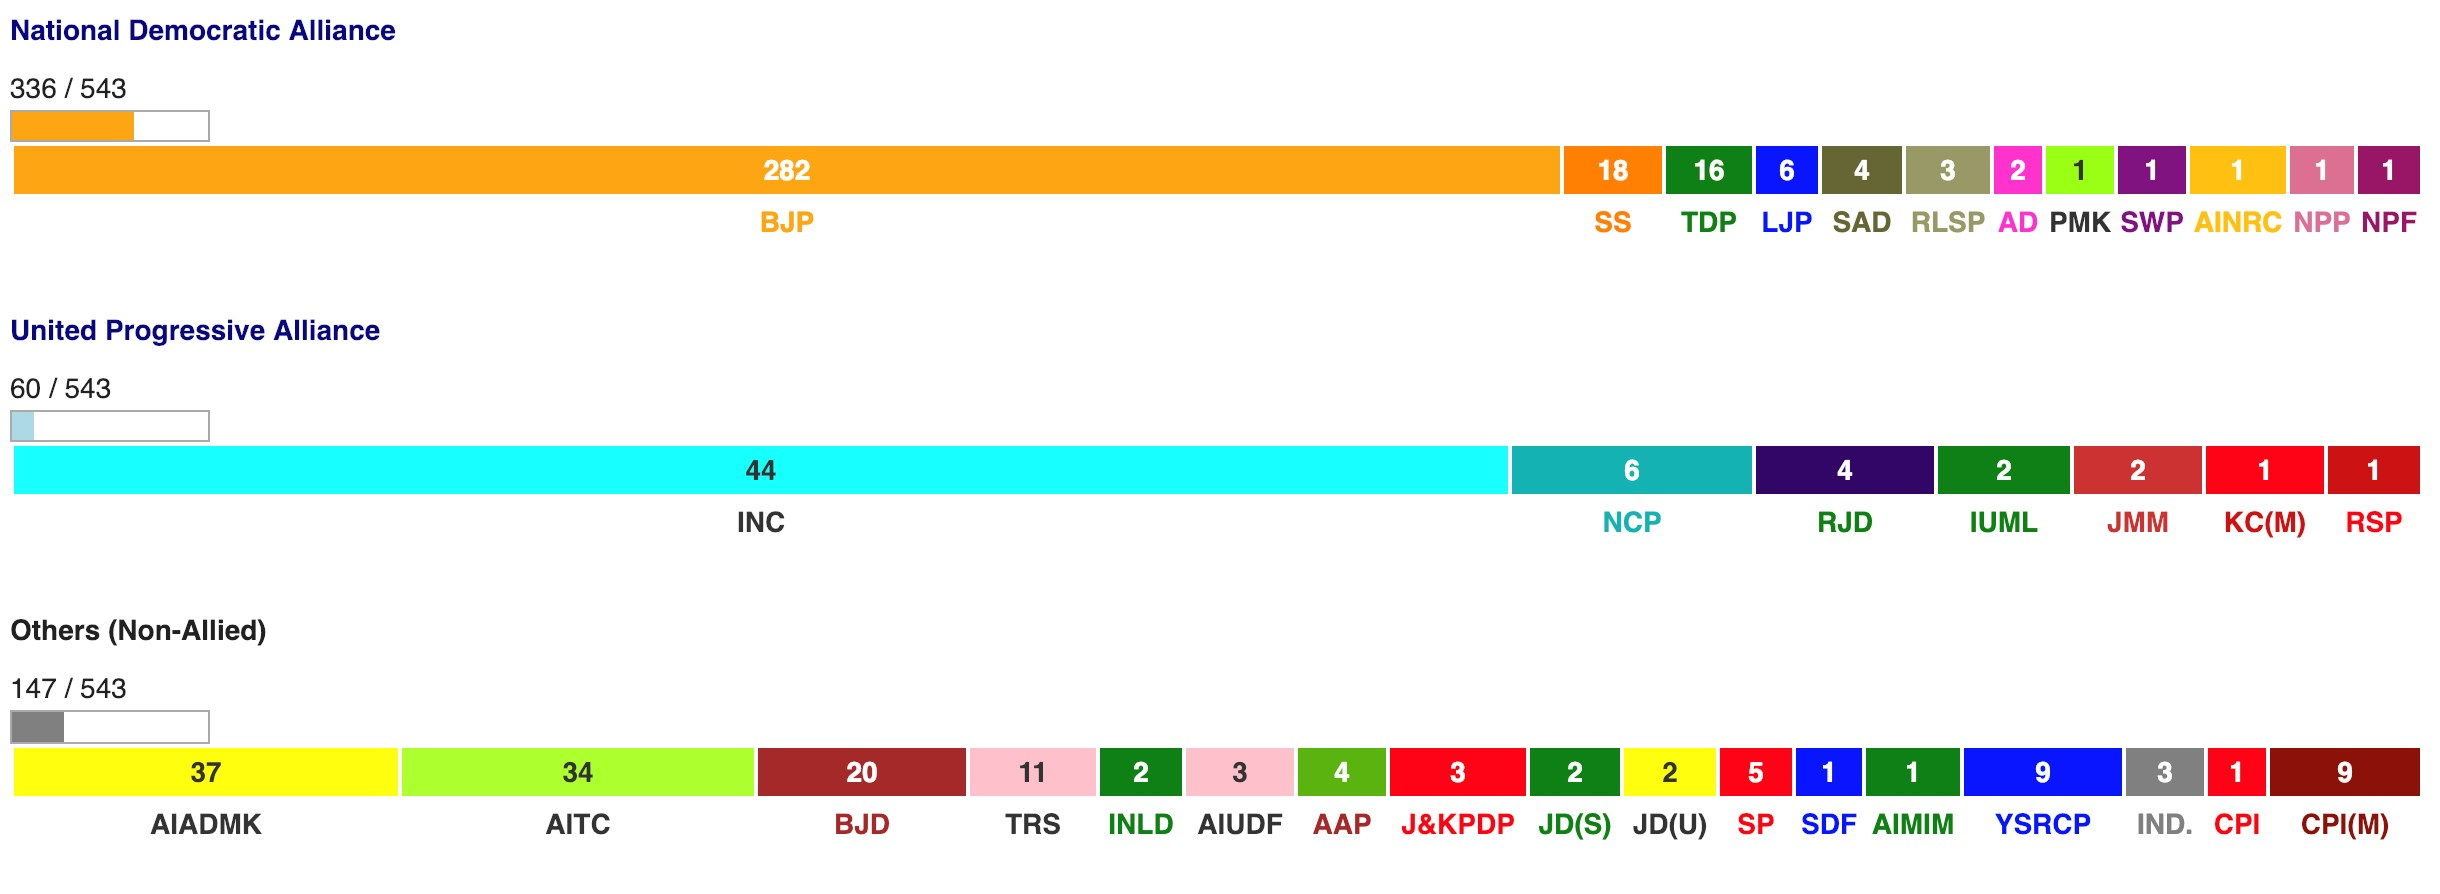 National Democratic Alliance
336 / 543
282 18 16 6 4 3 2 1 1 1 1 1
BJP SS TDP LJP SAD RLSP AD PMK SWP AINRC NPP NPF
United Progressive Alliance
60 / 543
44 6 4 2 2 1 1
INC NCP RJD IUML JMM KC(M) RSP
Others (Non-Allied)
147 / 543
37 34 20 11 2 3 4 3 2 2 5 1 1 9 3 1 9
AIADMK AITC BJD TRS INLD AIUDF AAP J&KPDP JD(S) JD(U) SP SDF AIMIM YSRCP IND. CPI CPI(M)